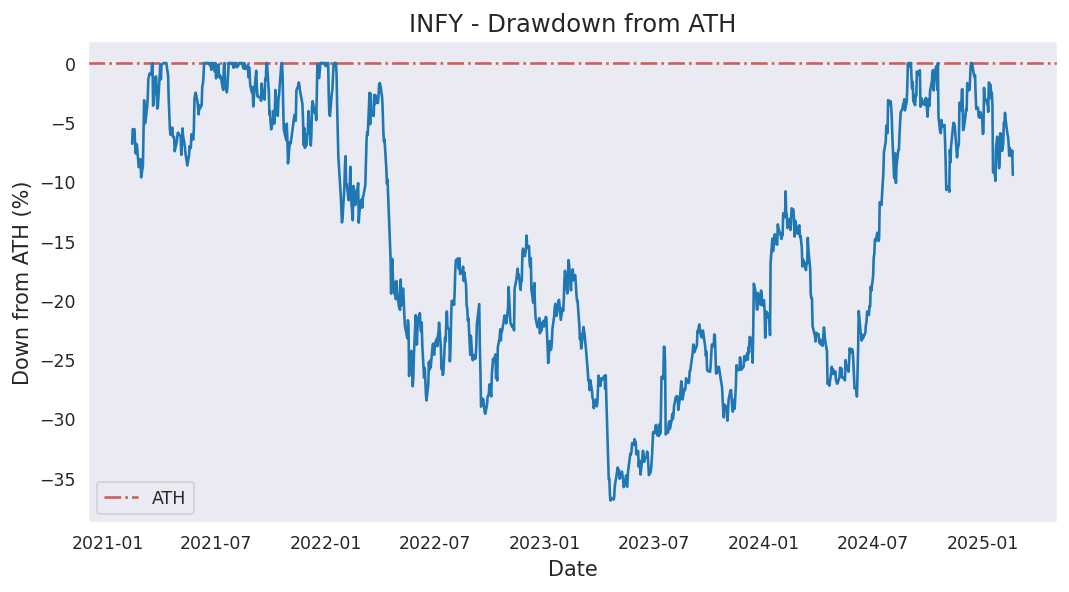 INFY - Drawdown from ATH
Down from ATH (%)
0
−5
−10
−15
−20
−25
−30
−35
ATH
2021-01 2021-07 2022-01 2022-07 2023-01 2023-07 2024-01 2024-07 2025-01
Date